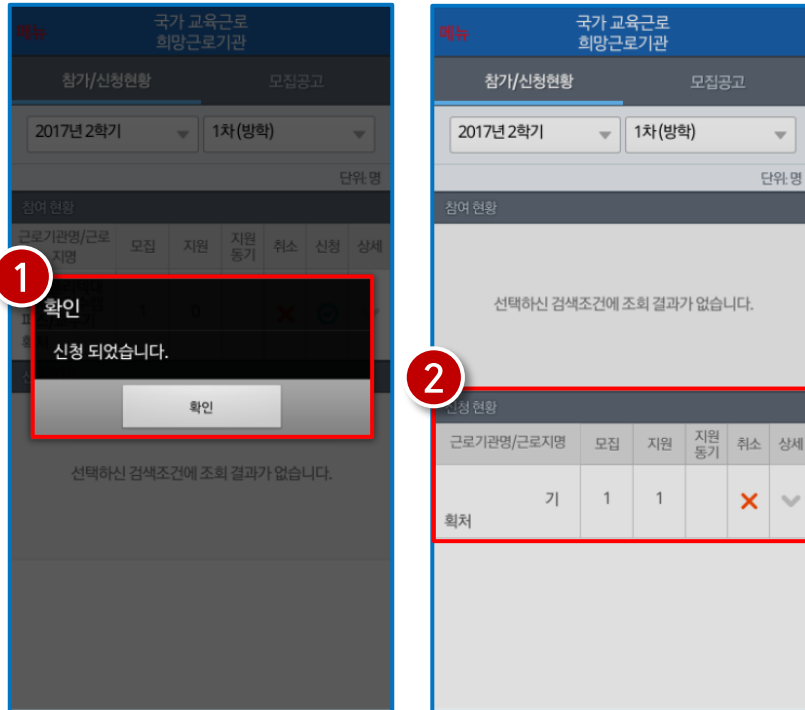 메뉴
국가 교육근로
희망근로기관
참가/신청현황
모집공고
2017년 2학기
1차(방학)
단위: 명
참여 현황
근로기관명/근로
지명
모집
지원
지원
동기
취소
신청
상세
1
0
1
확인
신청 되었습니다.
확인
선택하신 검색조건에 조회 결과가 없습니다.
메뉴
국가 교육근로
희망근로기관
참가/신청현황
모집공고
2017년 2학기
1차(방학)
단위: 명
참여 현황
선택하신 검색조건에 조회 결과가 없습니다.
2
신청 현황
근로기관명/근로지명
모집
지원
지원
동기
취소
상세
기
획처
1
1